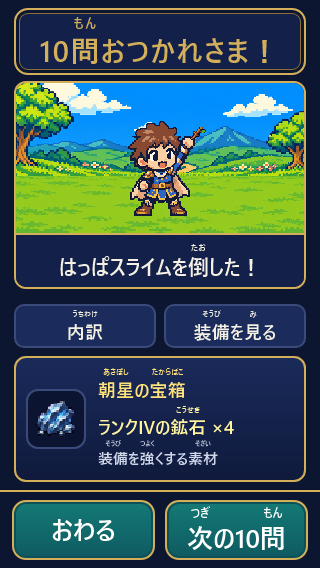 もん
10問おつかれさま！
たお
はっぱスライムを倒した！
うちわけ
内訳
そうび み
装備を見る
あさぼし たからばこ
朝星の宝箱
こうせき
ランクIVの鉱石 ×4
そうび つよく そざい
装備を強くする素材
おわる
つぎ もん
次の10問